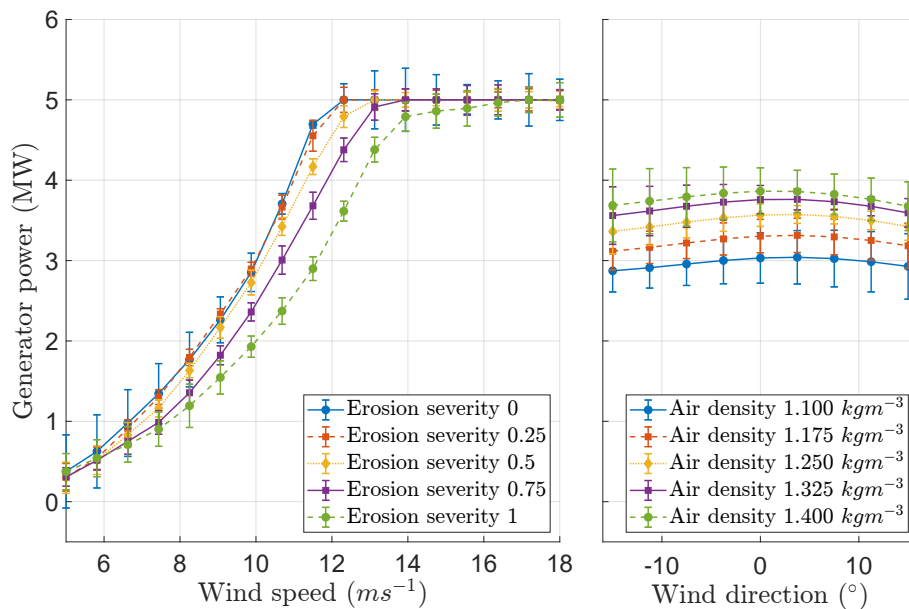 Generator power (MW)
6
5
4
3
2
1
0
6 8 10 12 14 16 18
Wind speed (ms⁻¹)
Erosion severity 0
Erosion severity 0.25
Erosion severity 0.5
Erosion severity 0.75
Erosion severity 1
-10 0 10
Wind direction (°)
Air density 1.100 kgm⁻³
Air density 1.175 kgm⁻³
Air density 1.250 kgm⁻³
Air density 1.325 kgm⁻³
Air density 1.400 kgm⁻³